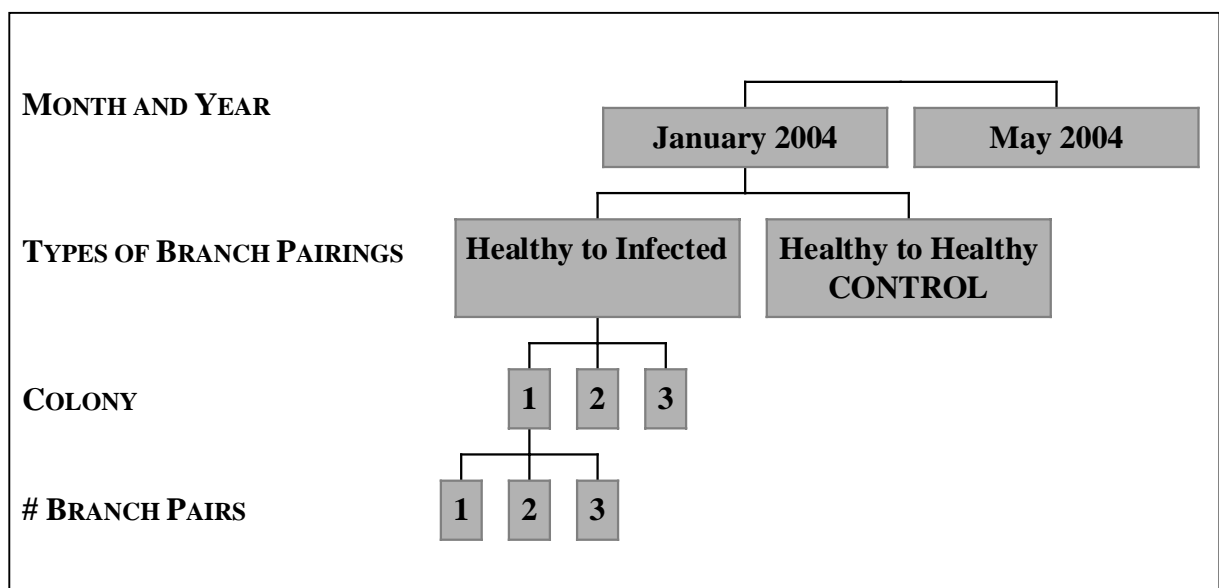 MONTH AND YEAR
January 2004
May 2004
TYPES OF BRANCH PAIRINGS
Healthy to Infected
Healthy to Healthy
CONTROL
COLONY
1 2 3
# BRANCH PAIRS
1 2 3